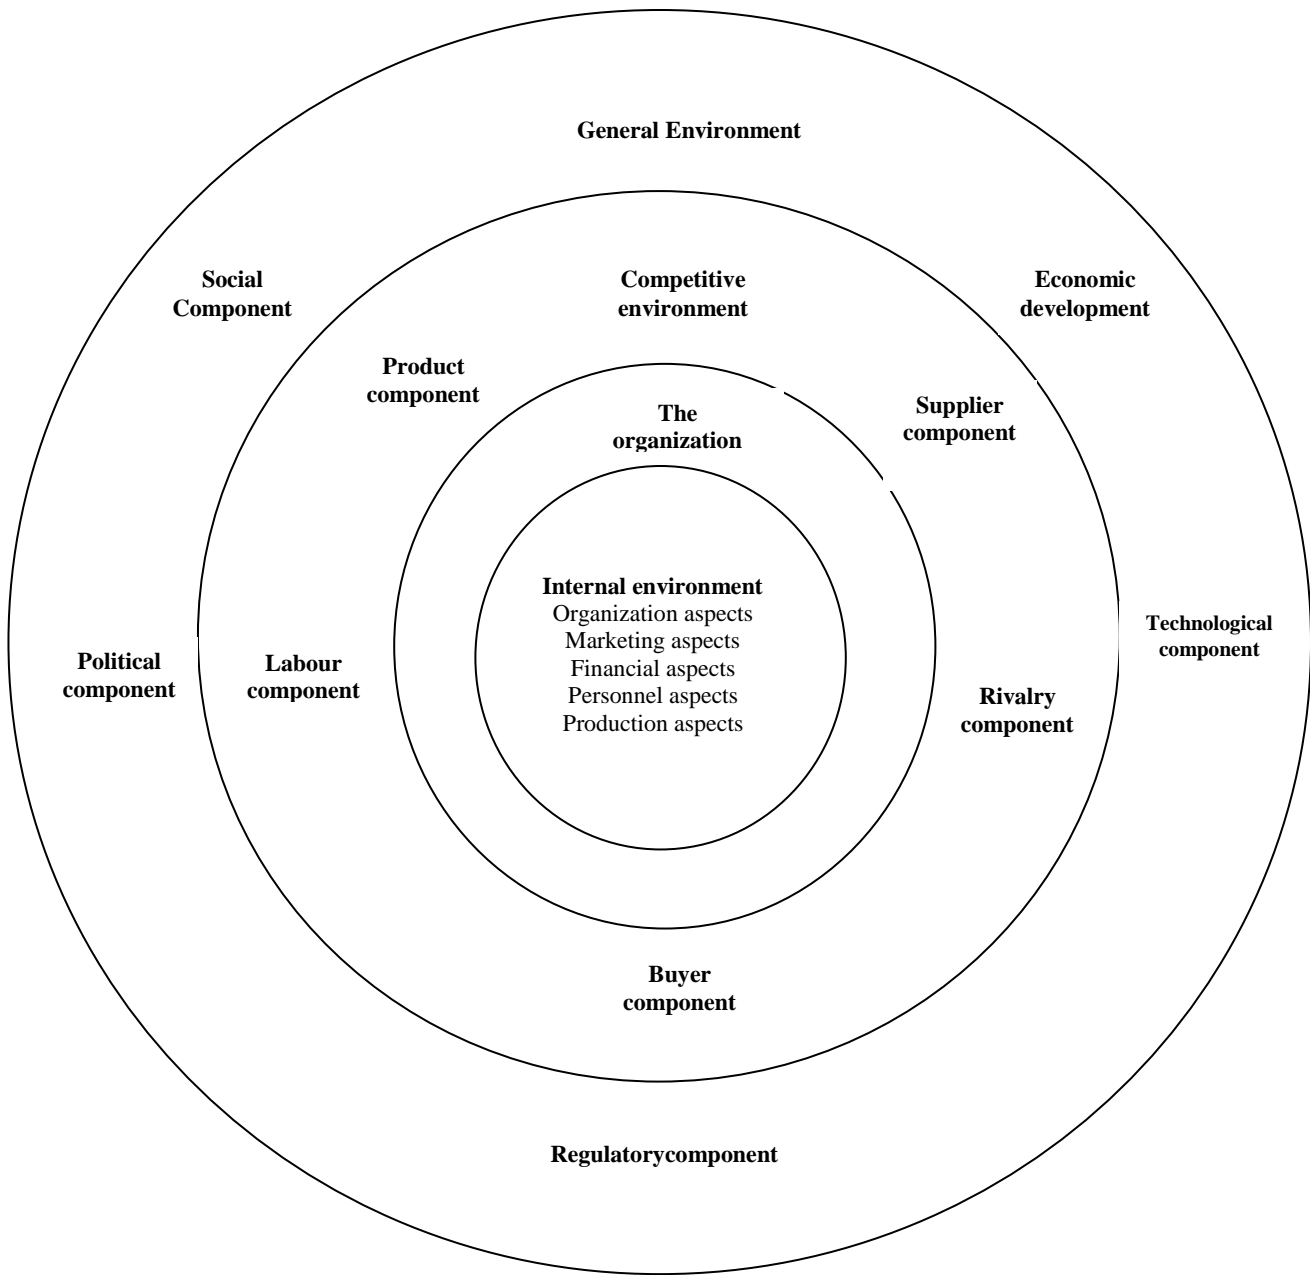 General Environment
Social
Component
Competitive
environment
Economic
development
Product
component
Supplier
component
The
organization
Internal environment
Organization aspects
Marketing aspects
Financial aspects
Personnel aspects
Production aspects
Political
component
Labour
component
Technological
component
Rivalry
component
Buyer
component
Regulatorycomponent